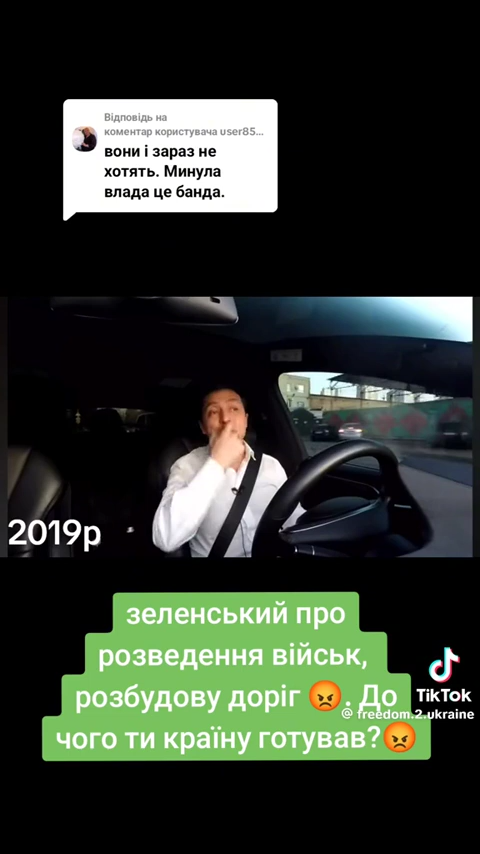 Відповідь на
коментар користувача user85...
вони і зараз не
хотять. Минула
влада це банда.
2019р
зеленський про
розведення військ,
розбудову доріг 😡. До
чого ти країну готував?😡
TikTok
@ freedom.2.ukraine